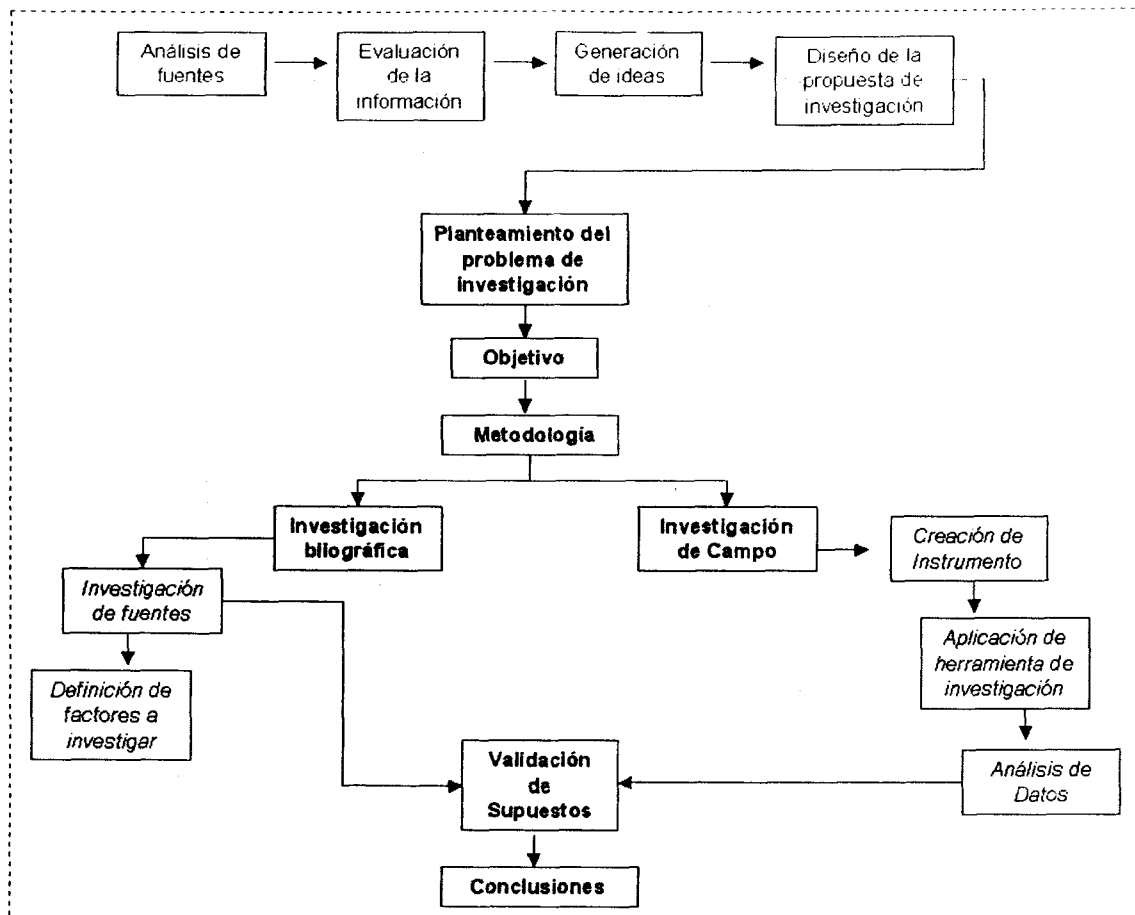 Análisis de
fuentes
Evaluación
de la
información
Generación
de ideas
Diseño de la
propuesta de
investigación
Planteamiento del
problema de
investigación
Objetivo
Metodología
Investigación
bliográfica
Investigación
de Campo
Creación de
Instrumento
Investigación
de fuentes
Aplicación de
herramienta de
investigación
Definición de
factores a
investigar
Validación
de
Supuestos
Análisis de
Datos
Conclusiones